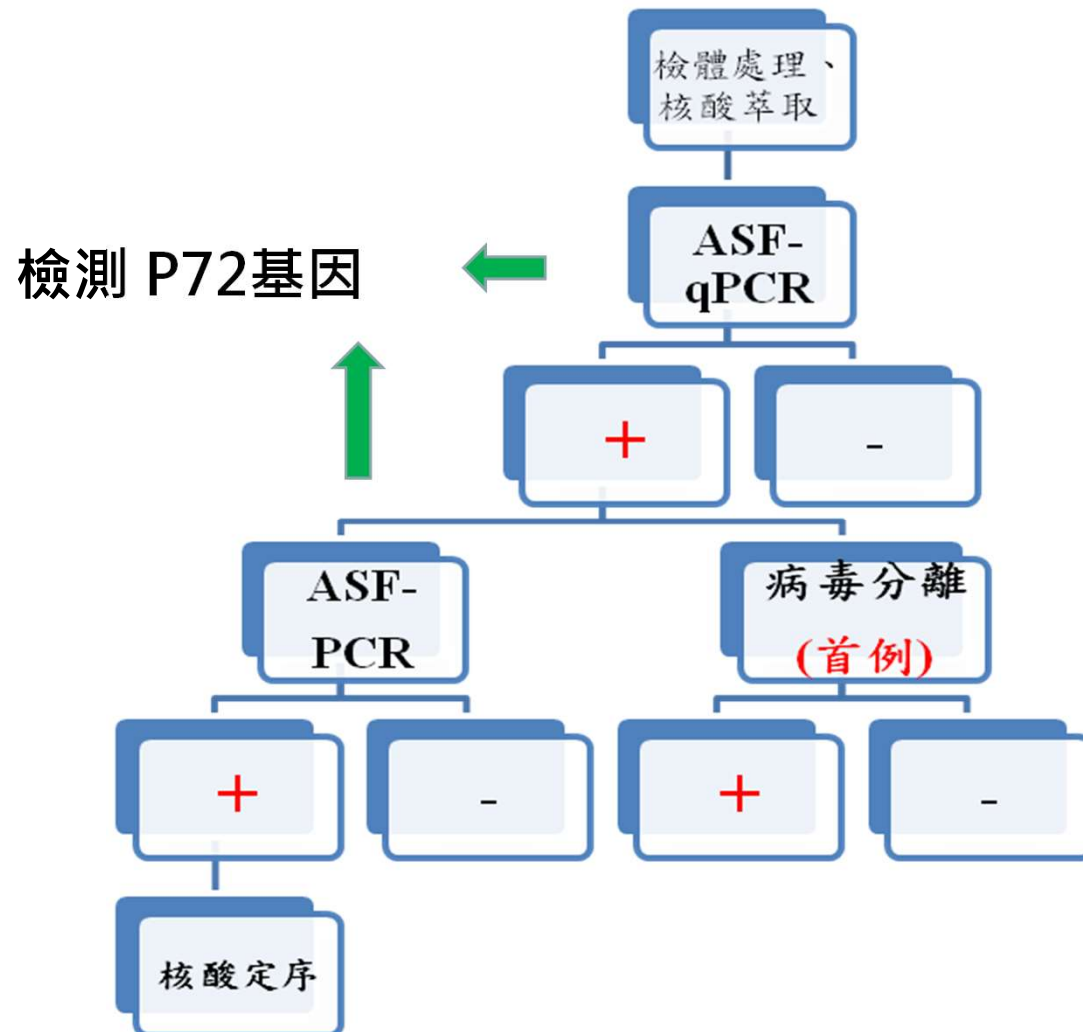 檢體處理、
核酸萃取
ASF-
qPCR
檢測 P72基因
+
-
ASF-
PCR
病毒分離
(首例)
+
-
+
-
核酸定序